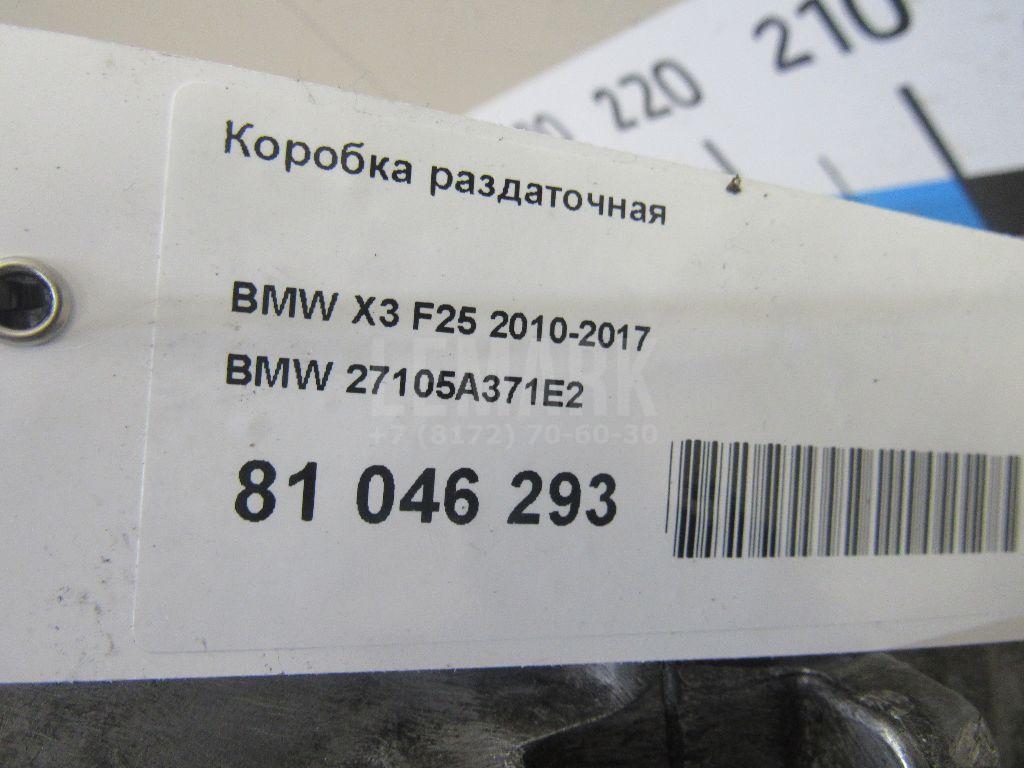 210
220
Коробка раздаточная
BMW X3 F25 2010-2017
BMW 27105A371E2
LEMARK
+7 (8172) 70-60-30
81 046 293